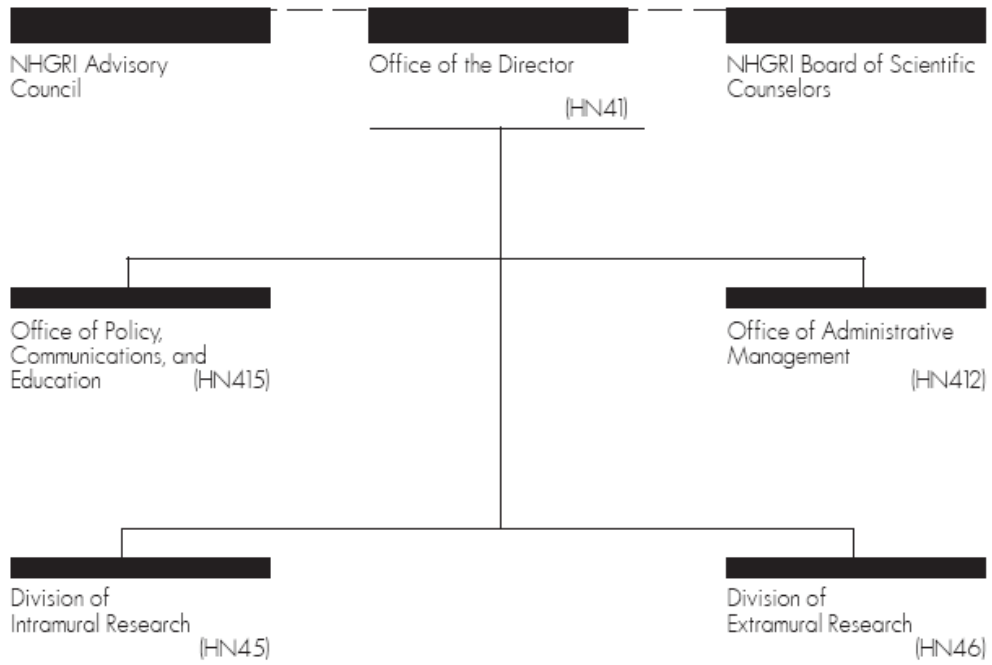 NHGRI Advisory
Council
Office of the Director
(HN41)
NHGRI Board of Scientific
Counselors
Office of Policy,
Communications, and
Education (HN415)
Office of Administrative
Management
(HN412)
Division of
Intramural Research
(HN45)
Division of
Extramural Research
(HN46)